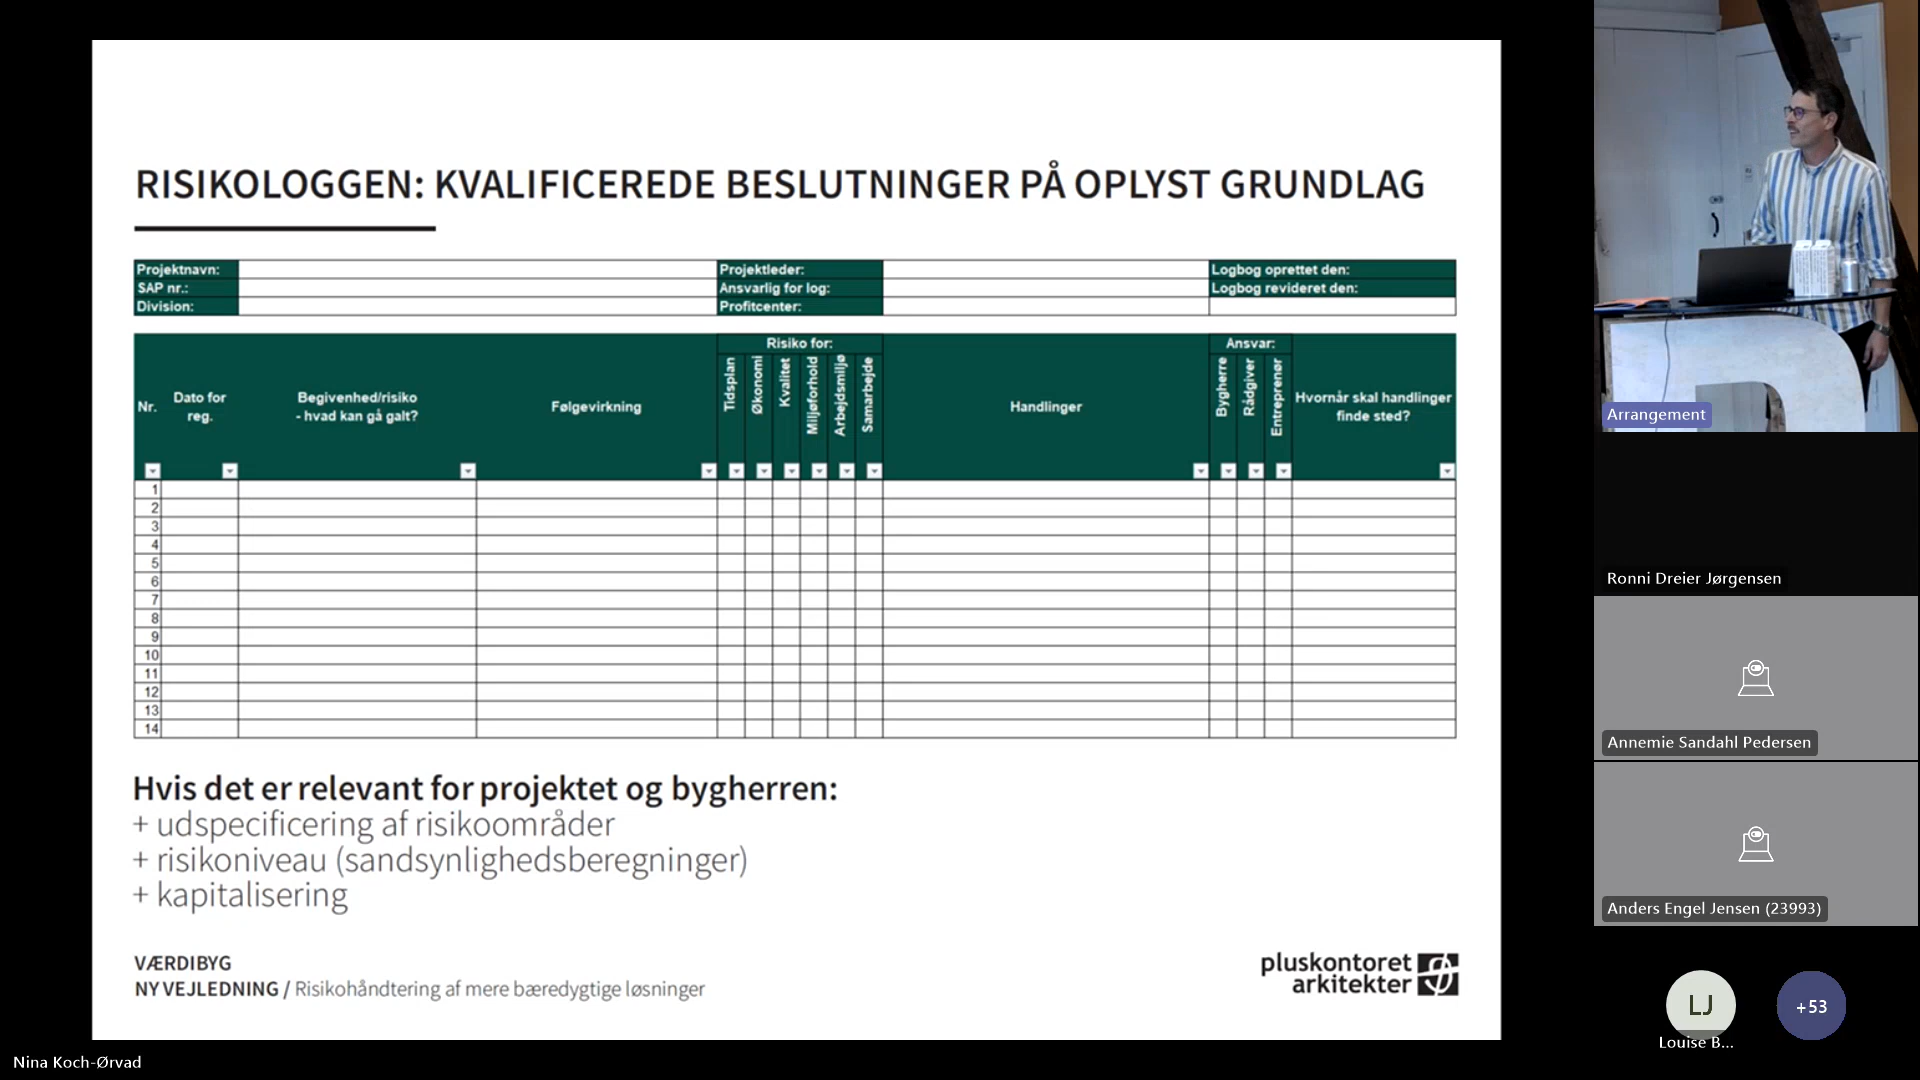 RISIKOLOGGEN: KVALIFICEREDE BESLUTNINGER PÅ OPLYST GRUNDLAG
Projektnavn: Projektleder: Logbog oprettet den:
SAP nr.: Ansvarlig for log: Logbog revideret den:
Division: Profitcenter:
Risiko for: Ansvar:
Nr.
Dato for
reg.
Begivenhed/risiko
- hvad kan gå galt?
Følgevirkning
Tidsplan
Økonomi
Kvalitet
Miljøforhold
Arbejdsmiljø
Samarbejde
Handlinger
Bygherre
Rådgiver
Entreprenør
Hvornår skal handlinger
finde sted?
1
2
3
4
5
6
7
8
9
10
11
12
13
14
Hvis det er relevant for projektet og bygherren:
+ udspecificering af risikoområder
+ risikoniveau (sandsynlighedsberegninger)
+ kapitalisering
VÆRDIBYG
NY VEJLEDNING / Risikohåndtering af mere bæredygtige løsninger
pluskontoret
arkitekter
Arrangement
Ronni Dreier Jørgensen
Annemie Sandahl Pedersen
Anders Engel Jensen (23993)
LJ
+53
Louise B...
Nina Koch-Ørvad